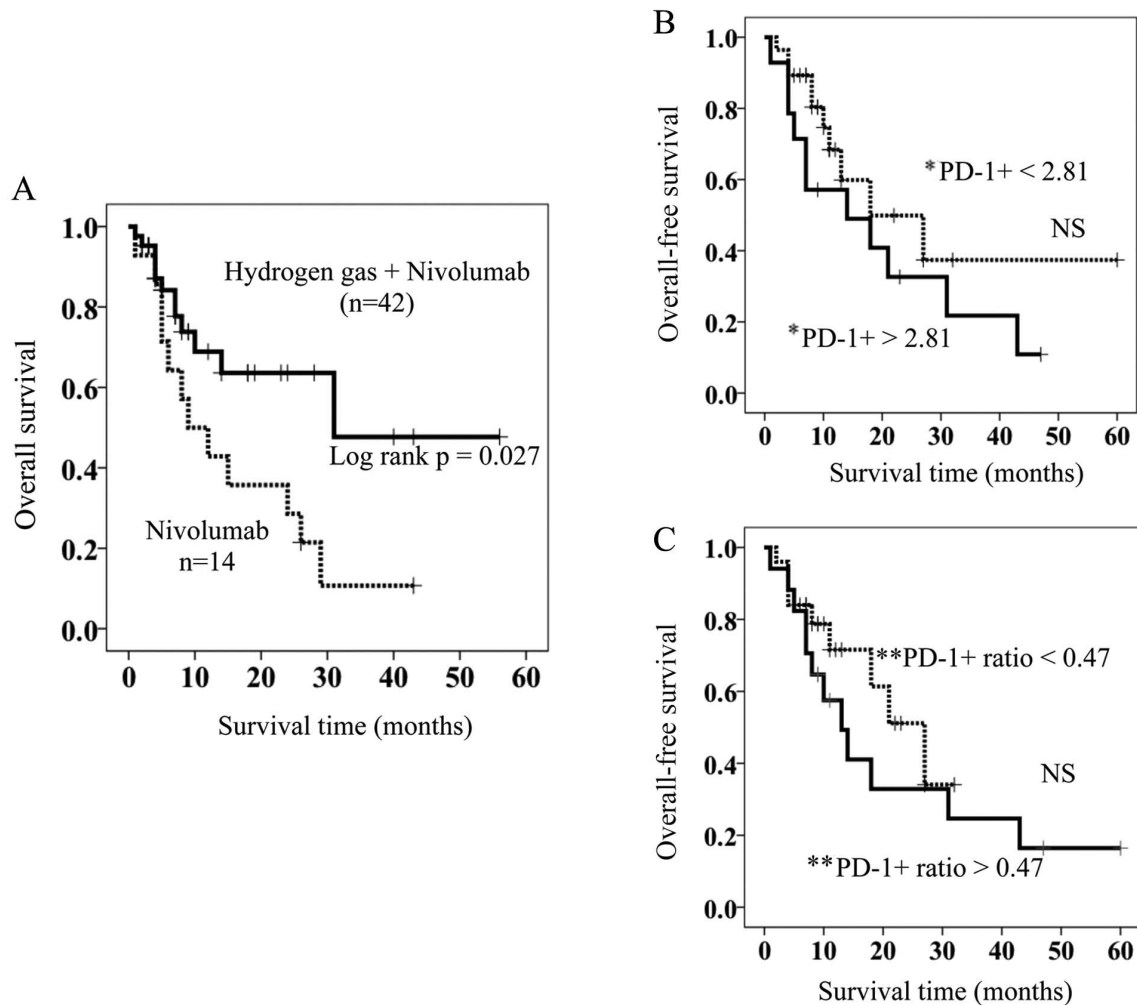 A
Overall survival
1.0
0.8
0.6
0.4
0.2
0.0
Hydrogen gas + Nivolumab
(n=42)
Log rank p = 0.027
Nivolumab
n=14
0 10 20 30 40 50 60
Survival time (months)
B
Overall-free survival
1.0
0.8
0.6
0.4
0.2
0.0
*PD-1+ < 2.81
NS
*PD-1+ > 2.81
0 10 20 30 40 50 60
Survival time (months)
C
Overall-free survival
1.0
0.8
0.6
0.4
0.2
0.0
**PD-1+ ratio < 0.47
NS
**PD-1+ ratio > 0.47
0 10 20 30 40 50 60
Survival time (months)